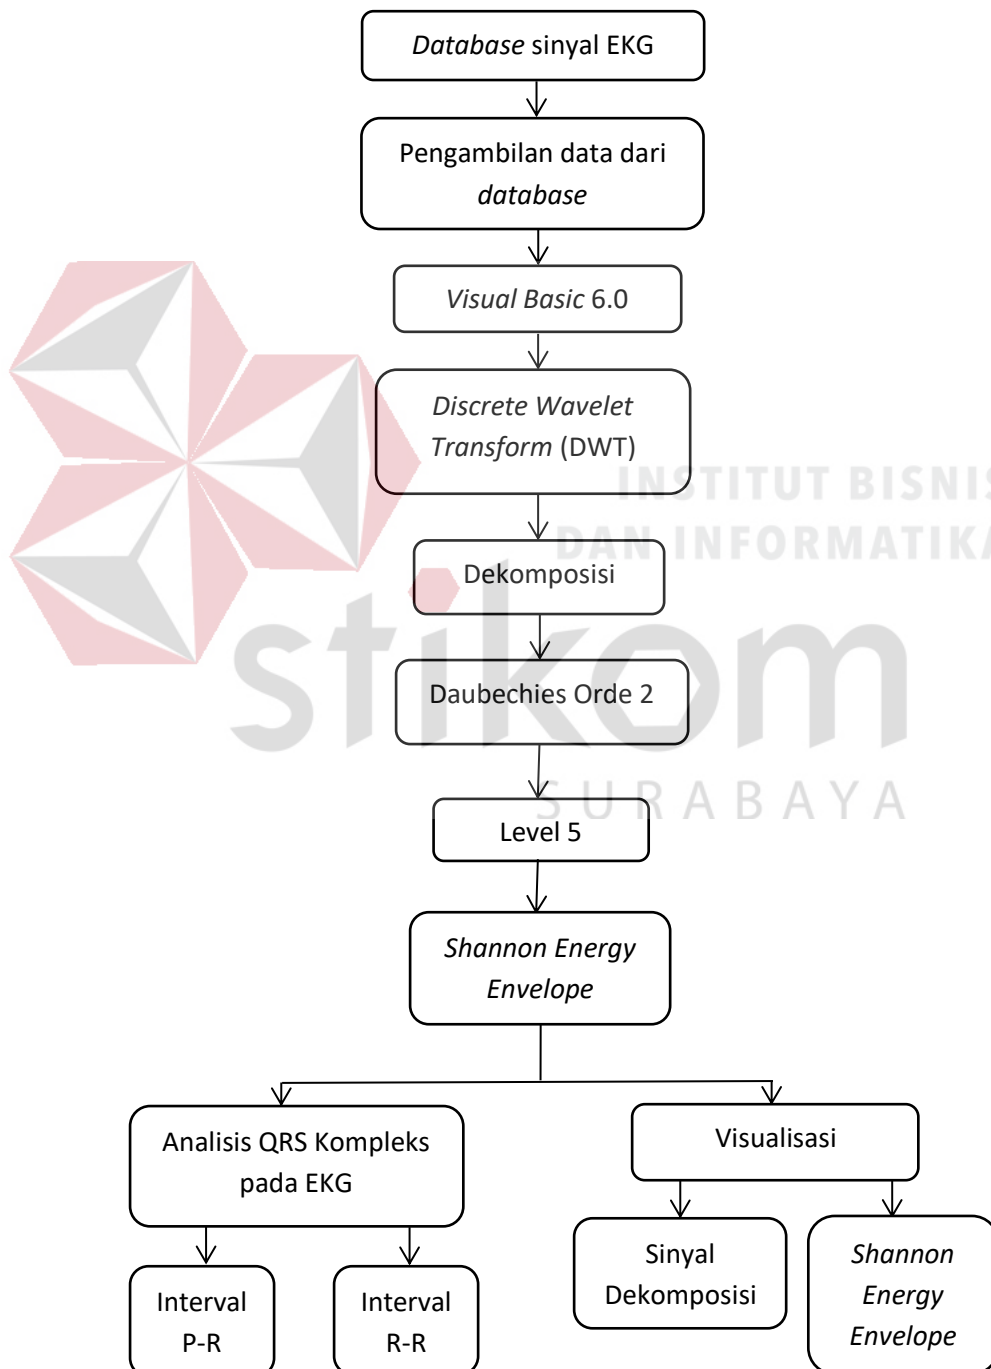 Database sinyal EKG
Pengambilan data dari
database
Visual Basic 6.0
Discrete Wavelet
Transform (DWT)
INSTITUT BISNIS
DAN INFORMATIKA
Dekomposisi
stikom
Daubechies Orde 2
SURABAYA
Level 5
Shannon Energy
Envelope
Analisis QRS Kompleks
pada EKG
Visualisasi
Interval
P-R
Interval
R-R
Sinyal
Dekomposisi
Shannon
Energy
Envelope